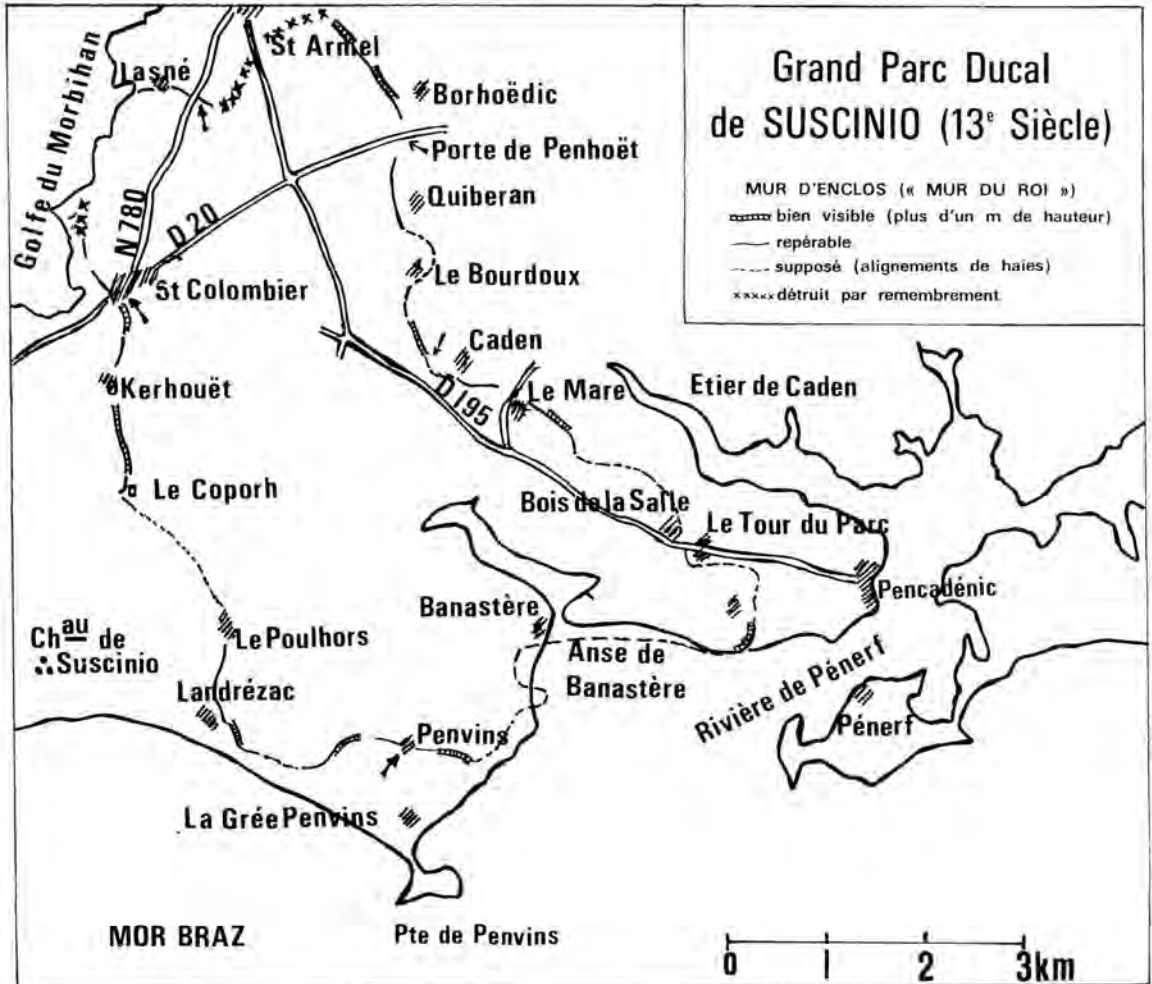 Grand Parc Ducal
de SUSCINIO (13e Siècle)
MUR D'ENCLOS (« MUR DU ROI »)
bien visible (plus d'un m de hauteur)
repérable
supposé (alignements de haies)
détruit par remembrement
St Armel
Lasné
Golfe du Morbihan
Borhoëdic
Porte de Penhoët
Quiberan
N 780
D 20
Le Bourdoux
St Colombier
Caden
Kerhouët
D 195
Le Mare
Etier de Caden
Le Coporh
Bois de la Salle
Le Tour du Parc
Pencadénic
Banastère
Le Poulhors
Chau de
Suscinio
Anse de
Banastère
Rivière de Pénerf
Landrézac
Penvins
Pénerf
La Grée Penvins
MOR BRAZ
Pte de Penvins
0 1 2 3km